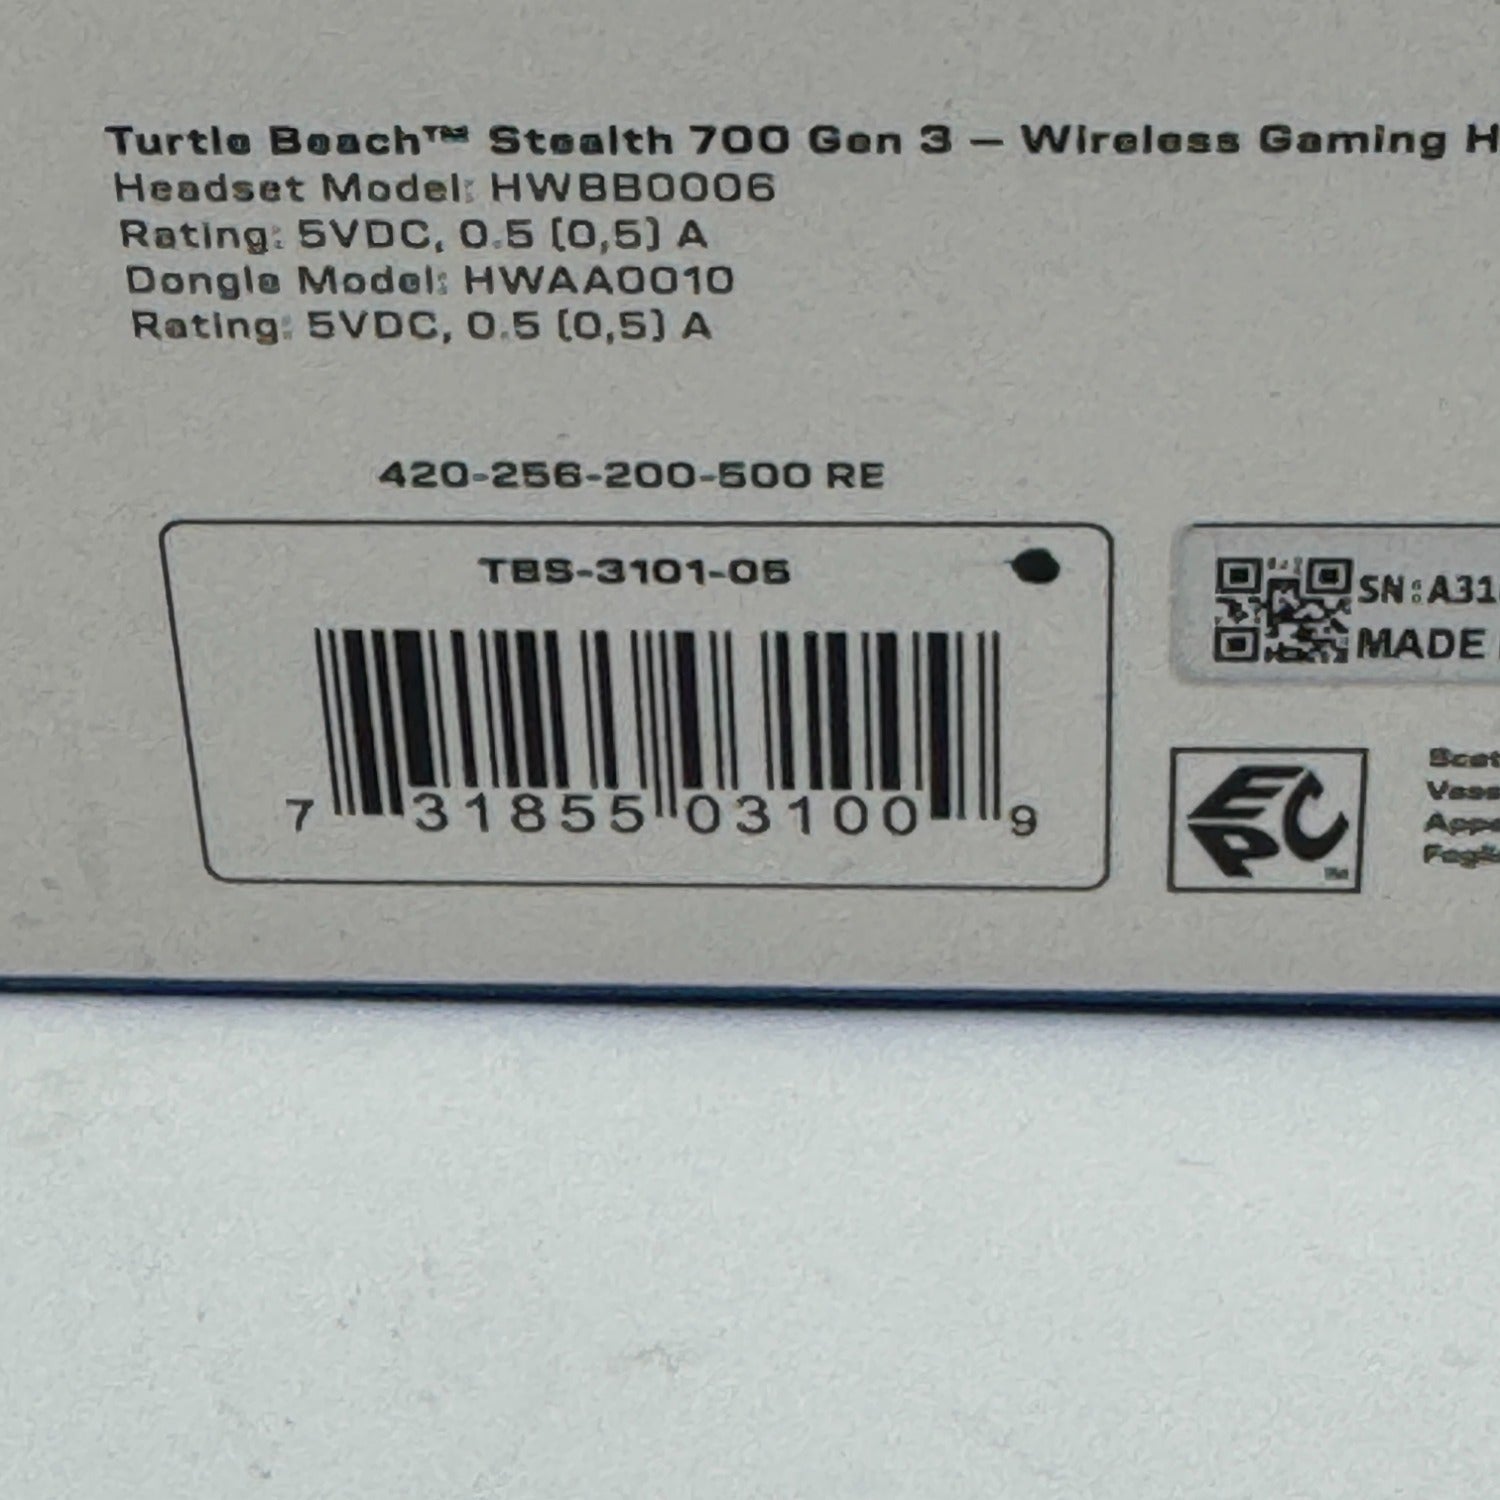 Turtle Beach™ Stealth 700 Gen 3 – Wireless Gaming H
Headset Model: HWBB0006
Rating: 5VDC, 0.5 (0,5) A
Dongle Model: HWAA0010
Rating: 5VDC, 0.5 (0,5) A
420-256-200-500 RE
TBS-3101-05
7 31855 03100 9
SN:A31
MADE
EPC